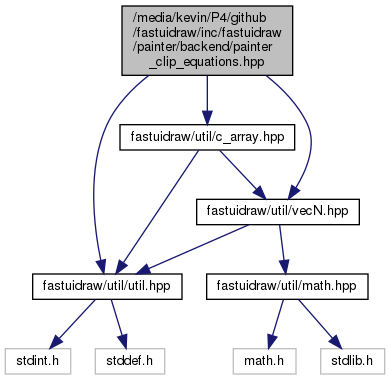 /media/kevin/P4/github
/fastuidraw/inc/fastuidraw
/painter/backend/painter
_clip_equations.hpp
fastuidraw/util/c_array.hpp
fastuidraw/util/vecN.hpp
fastuidraw/util/util.hpp
fastuidraw/util/math.hpp
stdint.h
stddef.h
math.h
stdlib.h